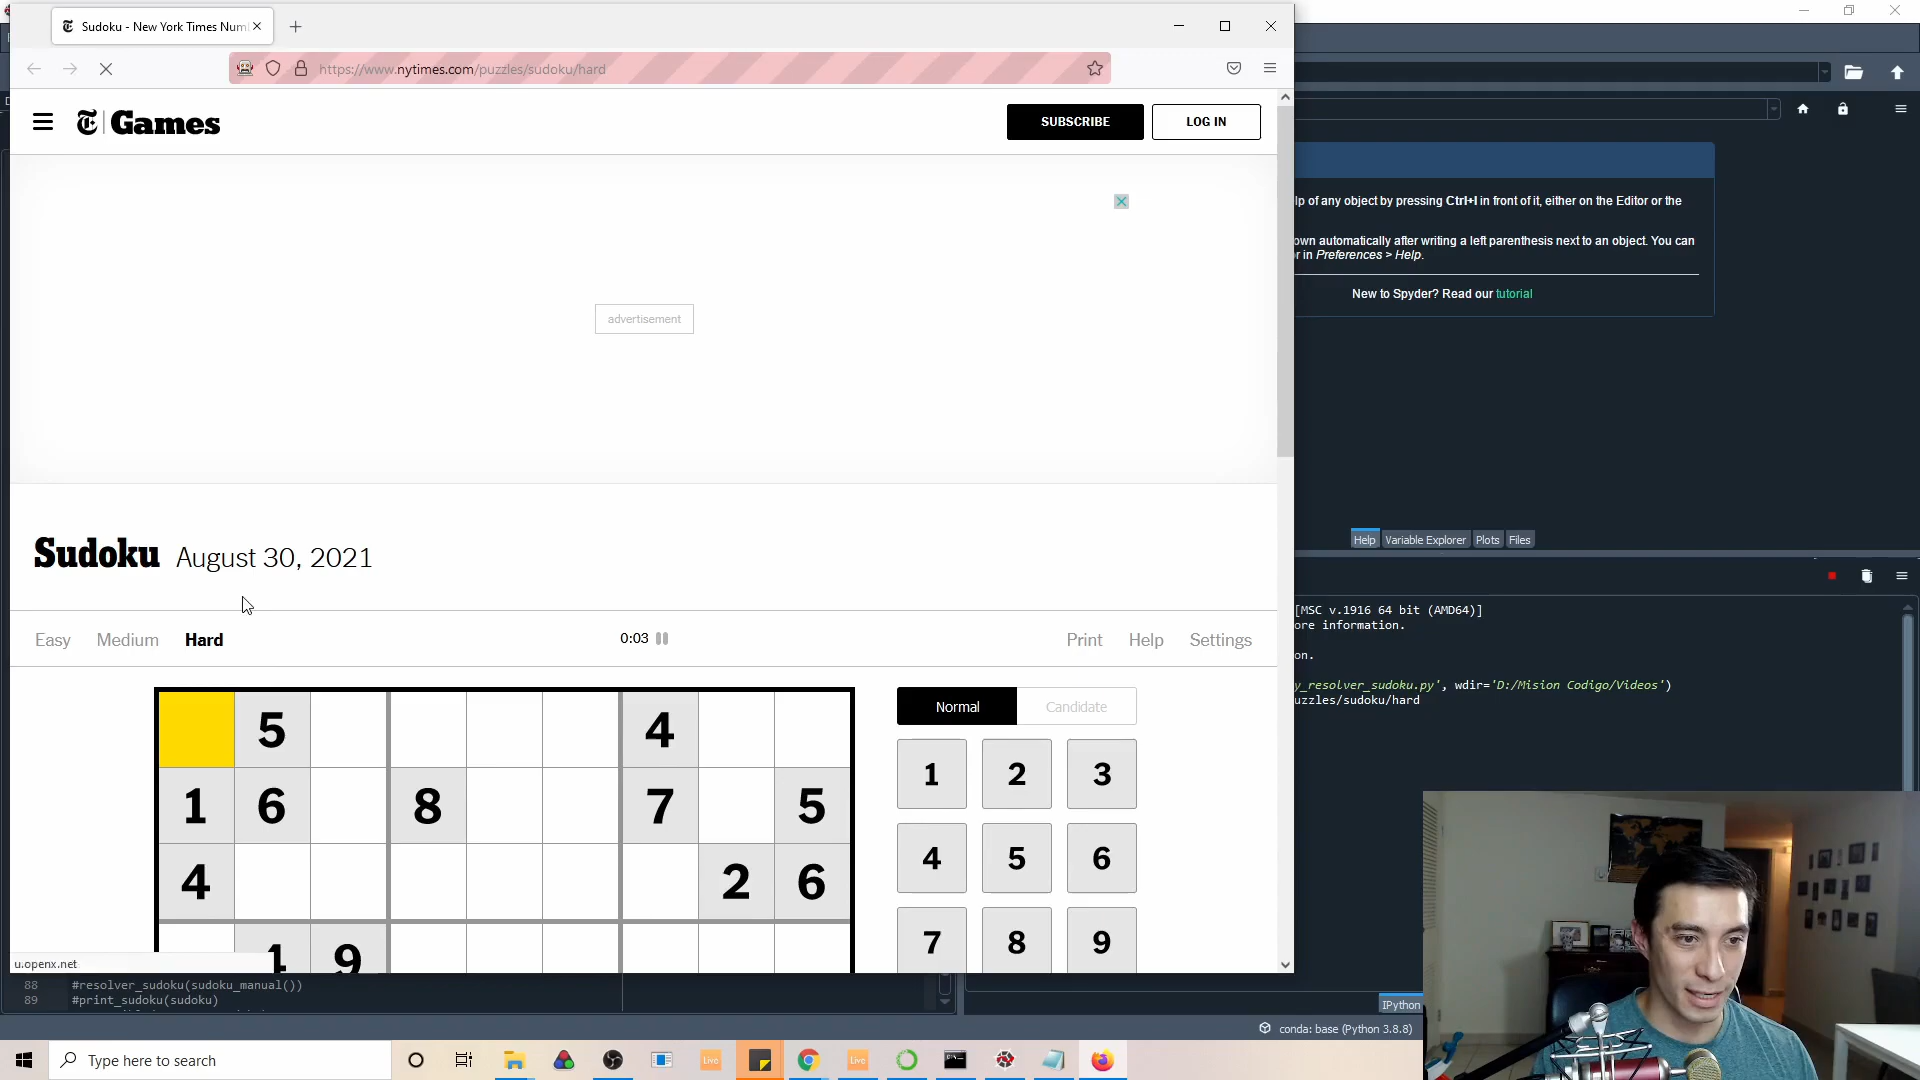 Sudoku - New York Times Num
https://www.nytimes.com/puzzles/sudoku/hard
Games
SUBSCRIBE
LOG IN
advertisement
Sudoku August 30, 2021
Easy Medium Hard
0:03
Print Help Settings
5 4
1 6 8 7 5
4 2 6
4 9
Normal Candidate
1 2 3
4 5 6
7 8 9
u.openx.net
88 #resolver_sudoku(sudoku_manual())
89 #print_sudoku(sudoku)
lp of any object by pressing Ctrl+I in front of it, either on the Editor or the
own automatically after writing a left parenthesis next to an object. You can
r in Preferences > Help.
New to Spyder? Read our tutorial
Help Variable Explorer Plots Files
[MSC v.1916 64 bit (AMD64)]
ore information.
on.
y_resolver_sudoku.py', wdir='D:/Mision Codigo/Videos')
uzzles/sudoku/hard
IPython
conda: base (Python 3.8.8)
Type here to search
Live
Live